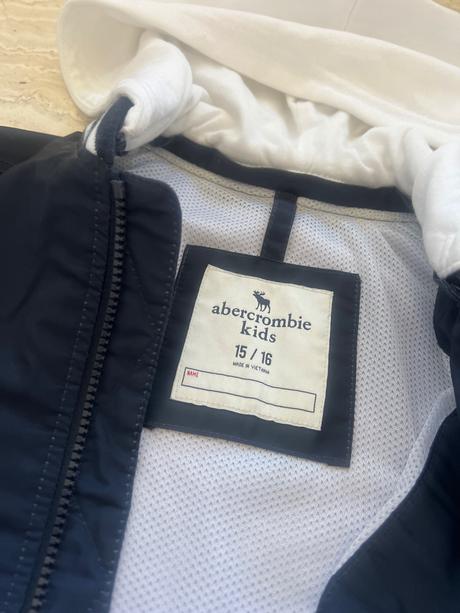 abercrombie
kids
15 / 16
MADE IN VIETNAM
NAME